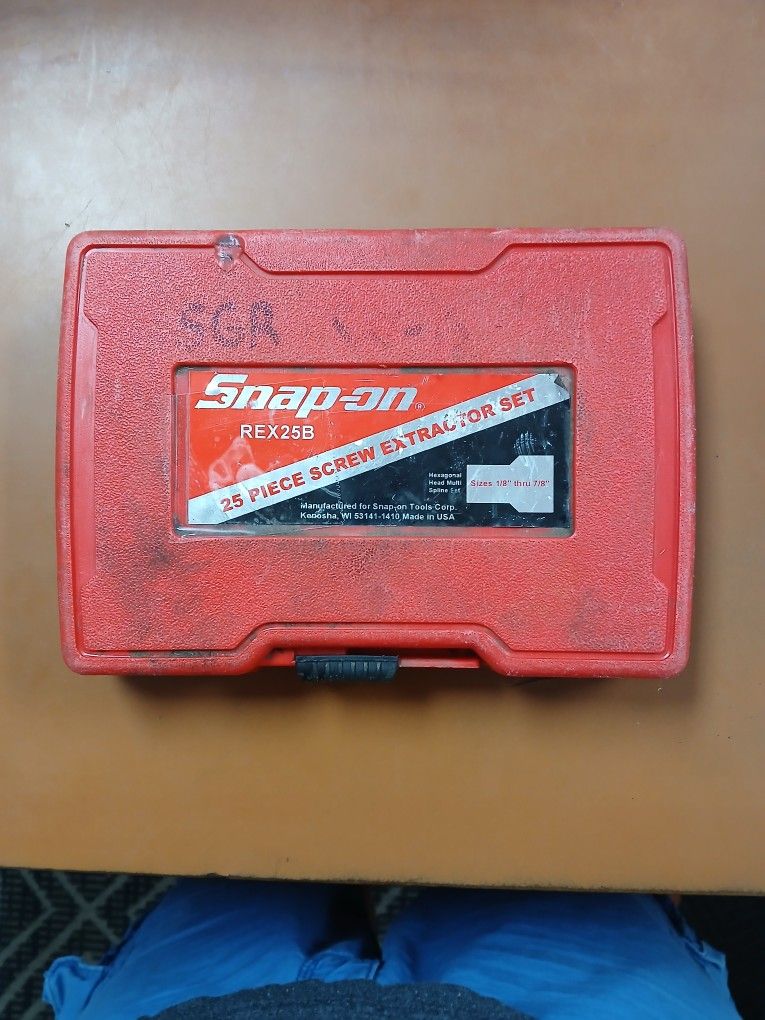 SGR
Snap-on®
REX25B
25 PIECE SCREW EXTRACTOR SET
Hexagonal
Head Multi
Spline Set
Sizes 1/8" thru 7/8"
Manufactured for Snap-on Tools Corp.
Kenosha, WI 53141-1410 Made in USA